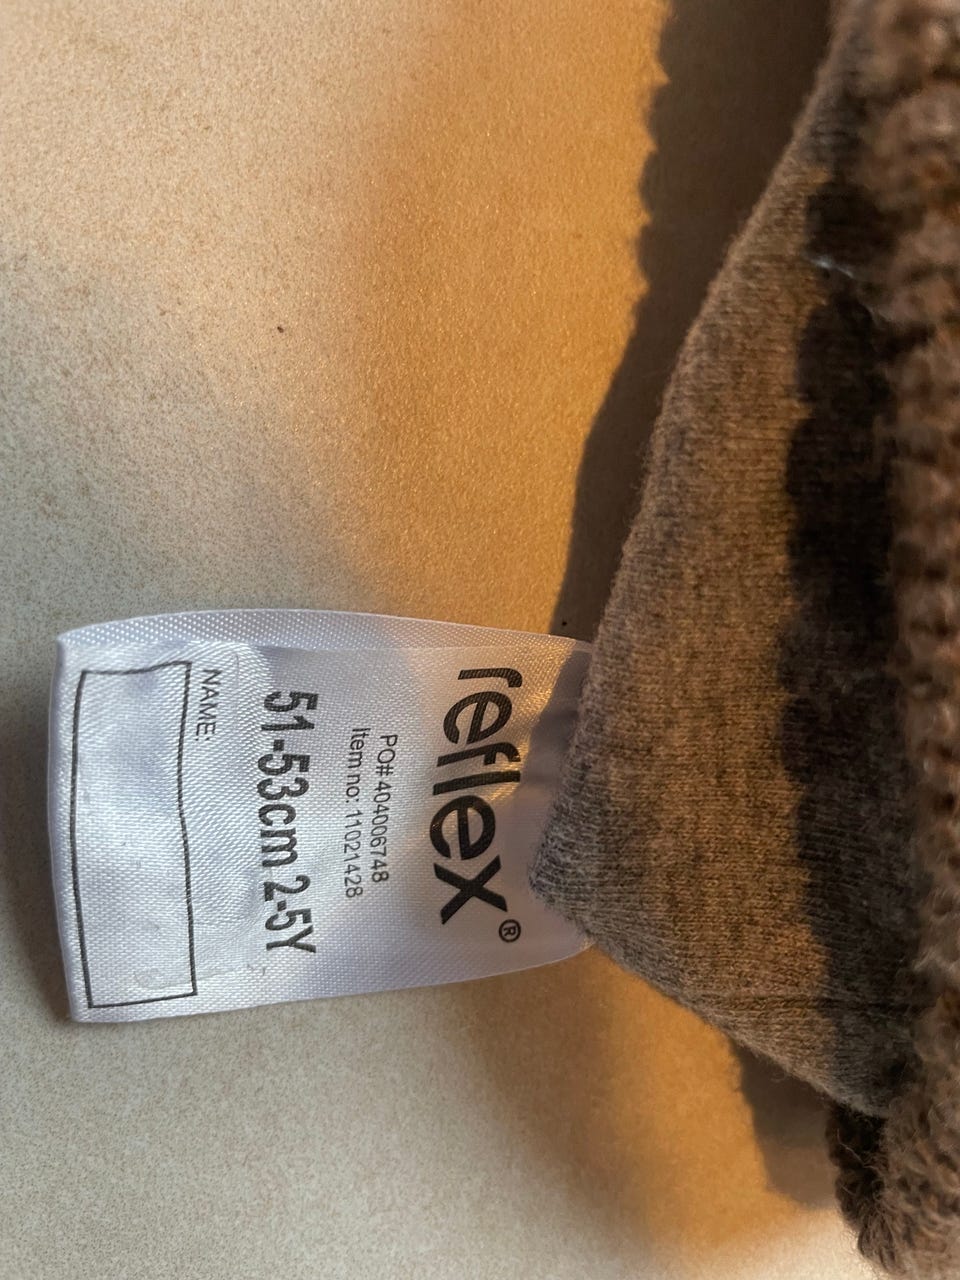 reflex®
PO# 404006748
Item no: 11021428
51-53cm 2-5Y
NAME: